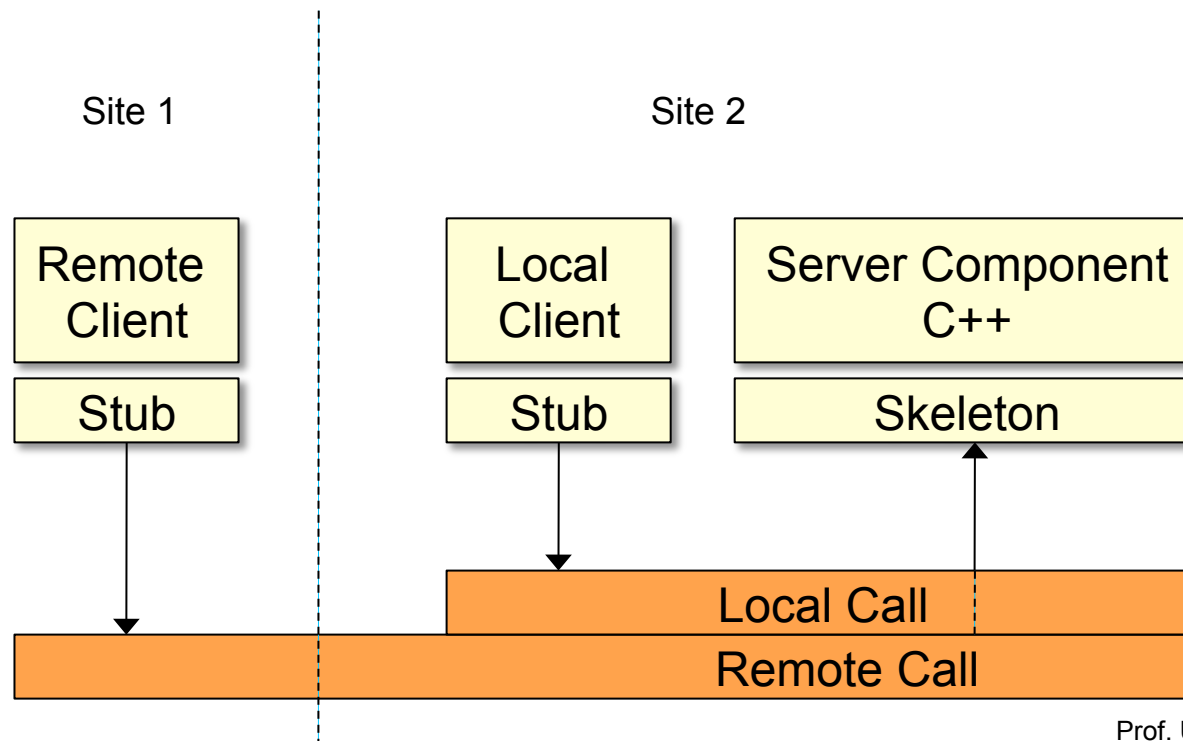 Site 1
Site 2
Remote
Client
Local
Client
Server Component
C++
Stub
Stub
Skeleton
Local Call
Remote Call
Prof. U